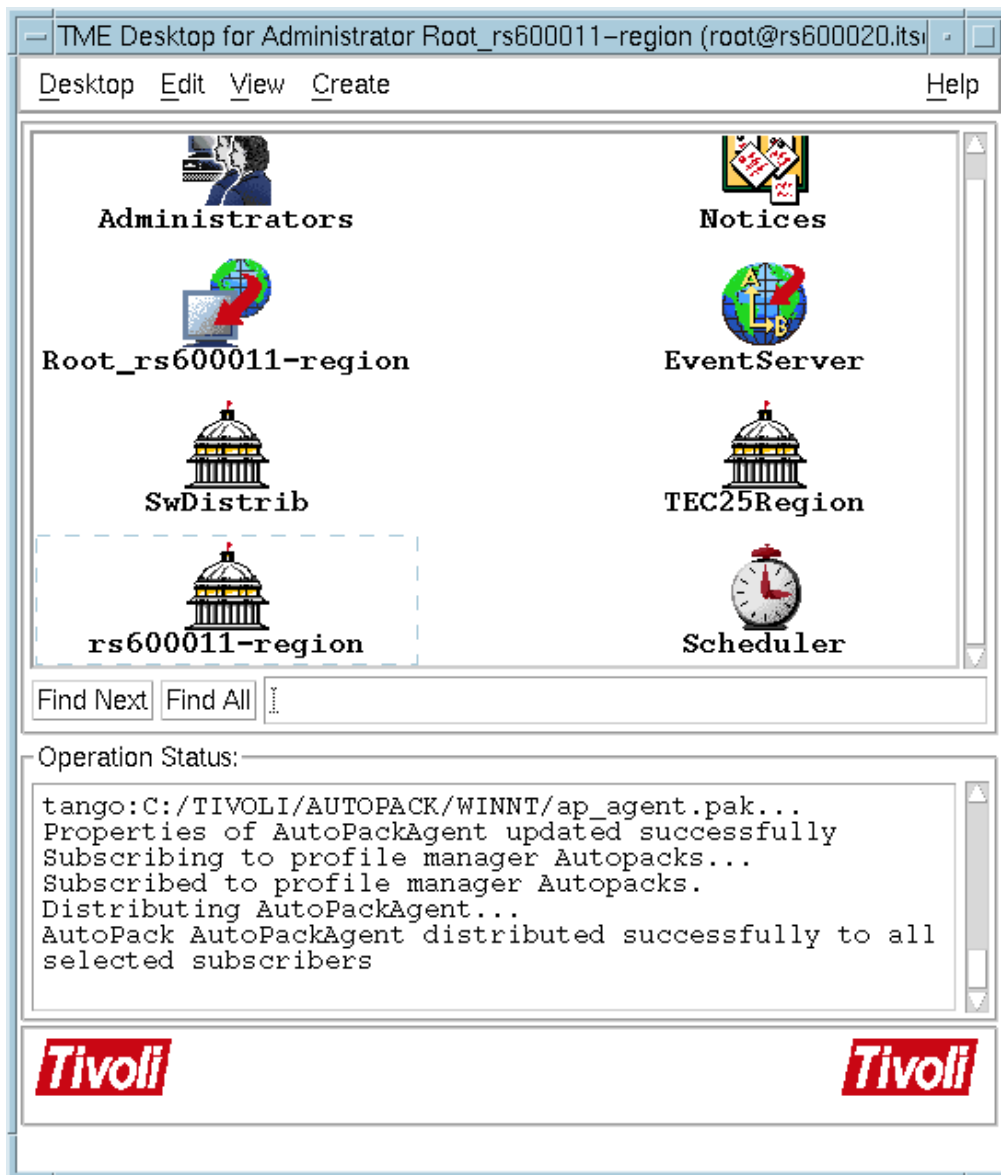 TME Desktop for Administrator Root_rs600011-region (root@rs600020.its
Desktop Edit View Create Help
Administrators Notices
Root_rs600011-region EventServer
SwDistrib TEC25Region
rs600011-region Scheduler
Find Next Find All
Operation Status:
tango:C:/TIVOLI/AUTOPACK/WINNT/ap_agent.pak...
Properties of AutoPackAgent updated successfully
Subscribing to profile manager Autopacks...
Subscribed to profile manager Autopacks.
Distributing AutoPackAgent...
AutoPack AutoPackAgent distributed successfully to all
selected subscribers
Tivoli Tivoli